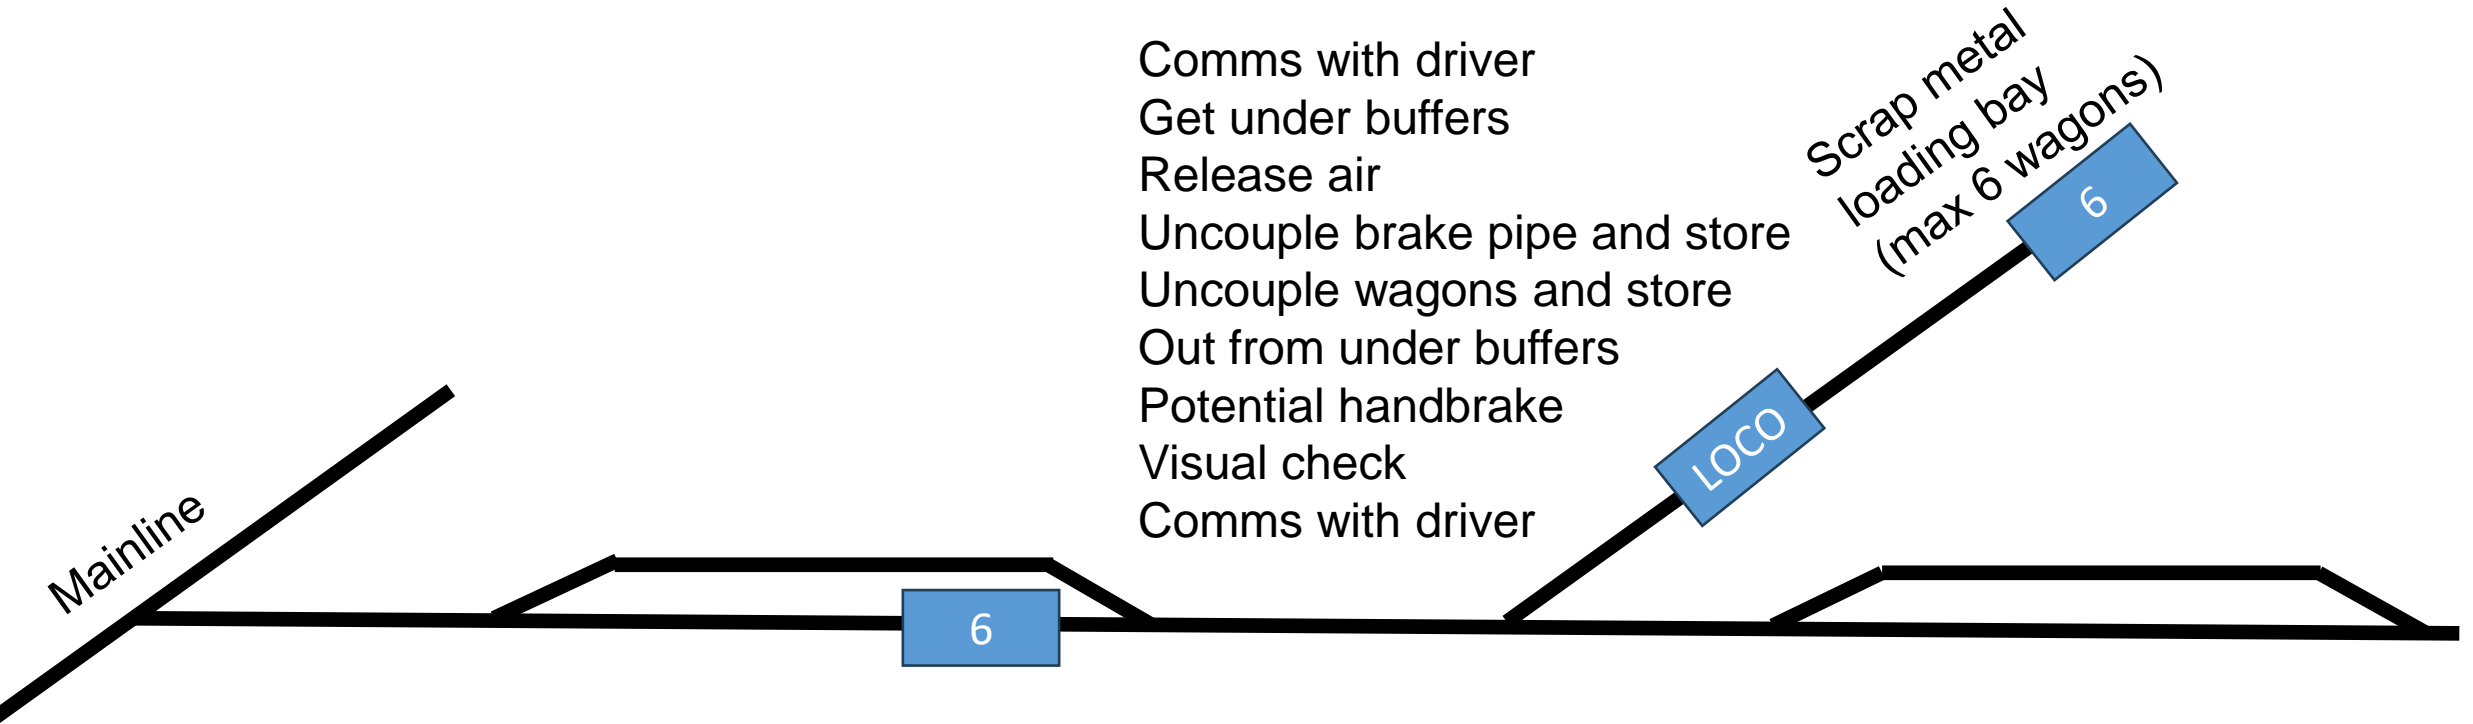 Comms with driver
Get under buffers
Release air
Uncouple brake pipe and store
Uncouple wagons and store
Out from under buffers
Potential handbrake
Visual check
Comms with driver
Scrap metal
loading bay
(max 6 wagons)
6
LOCO
Mainline
6